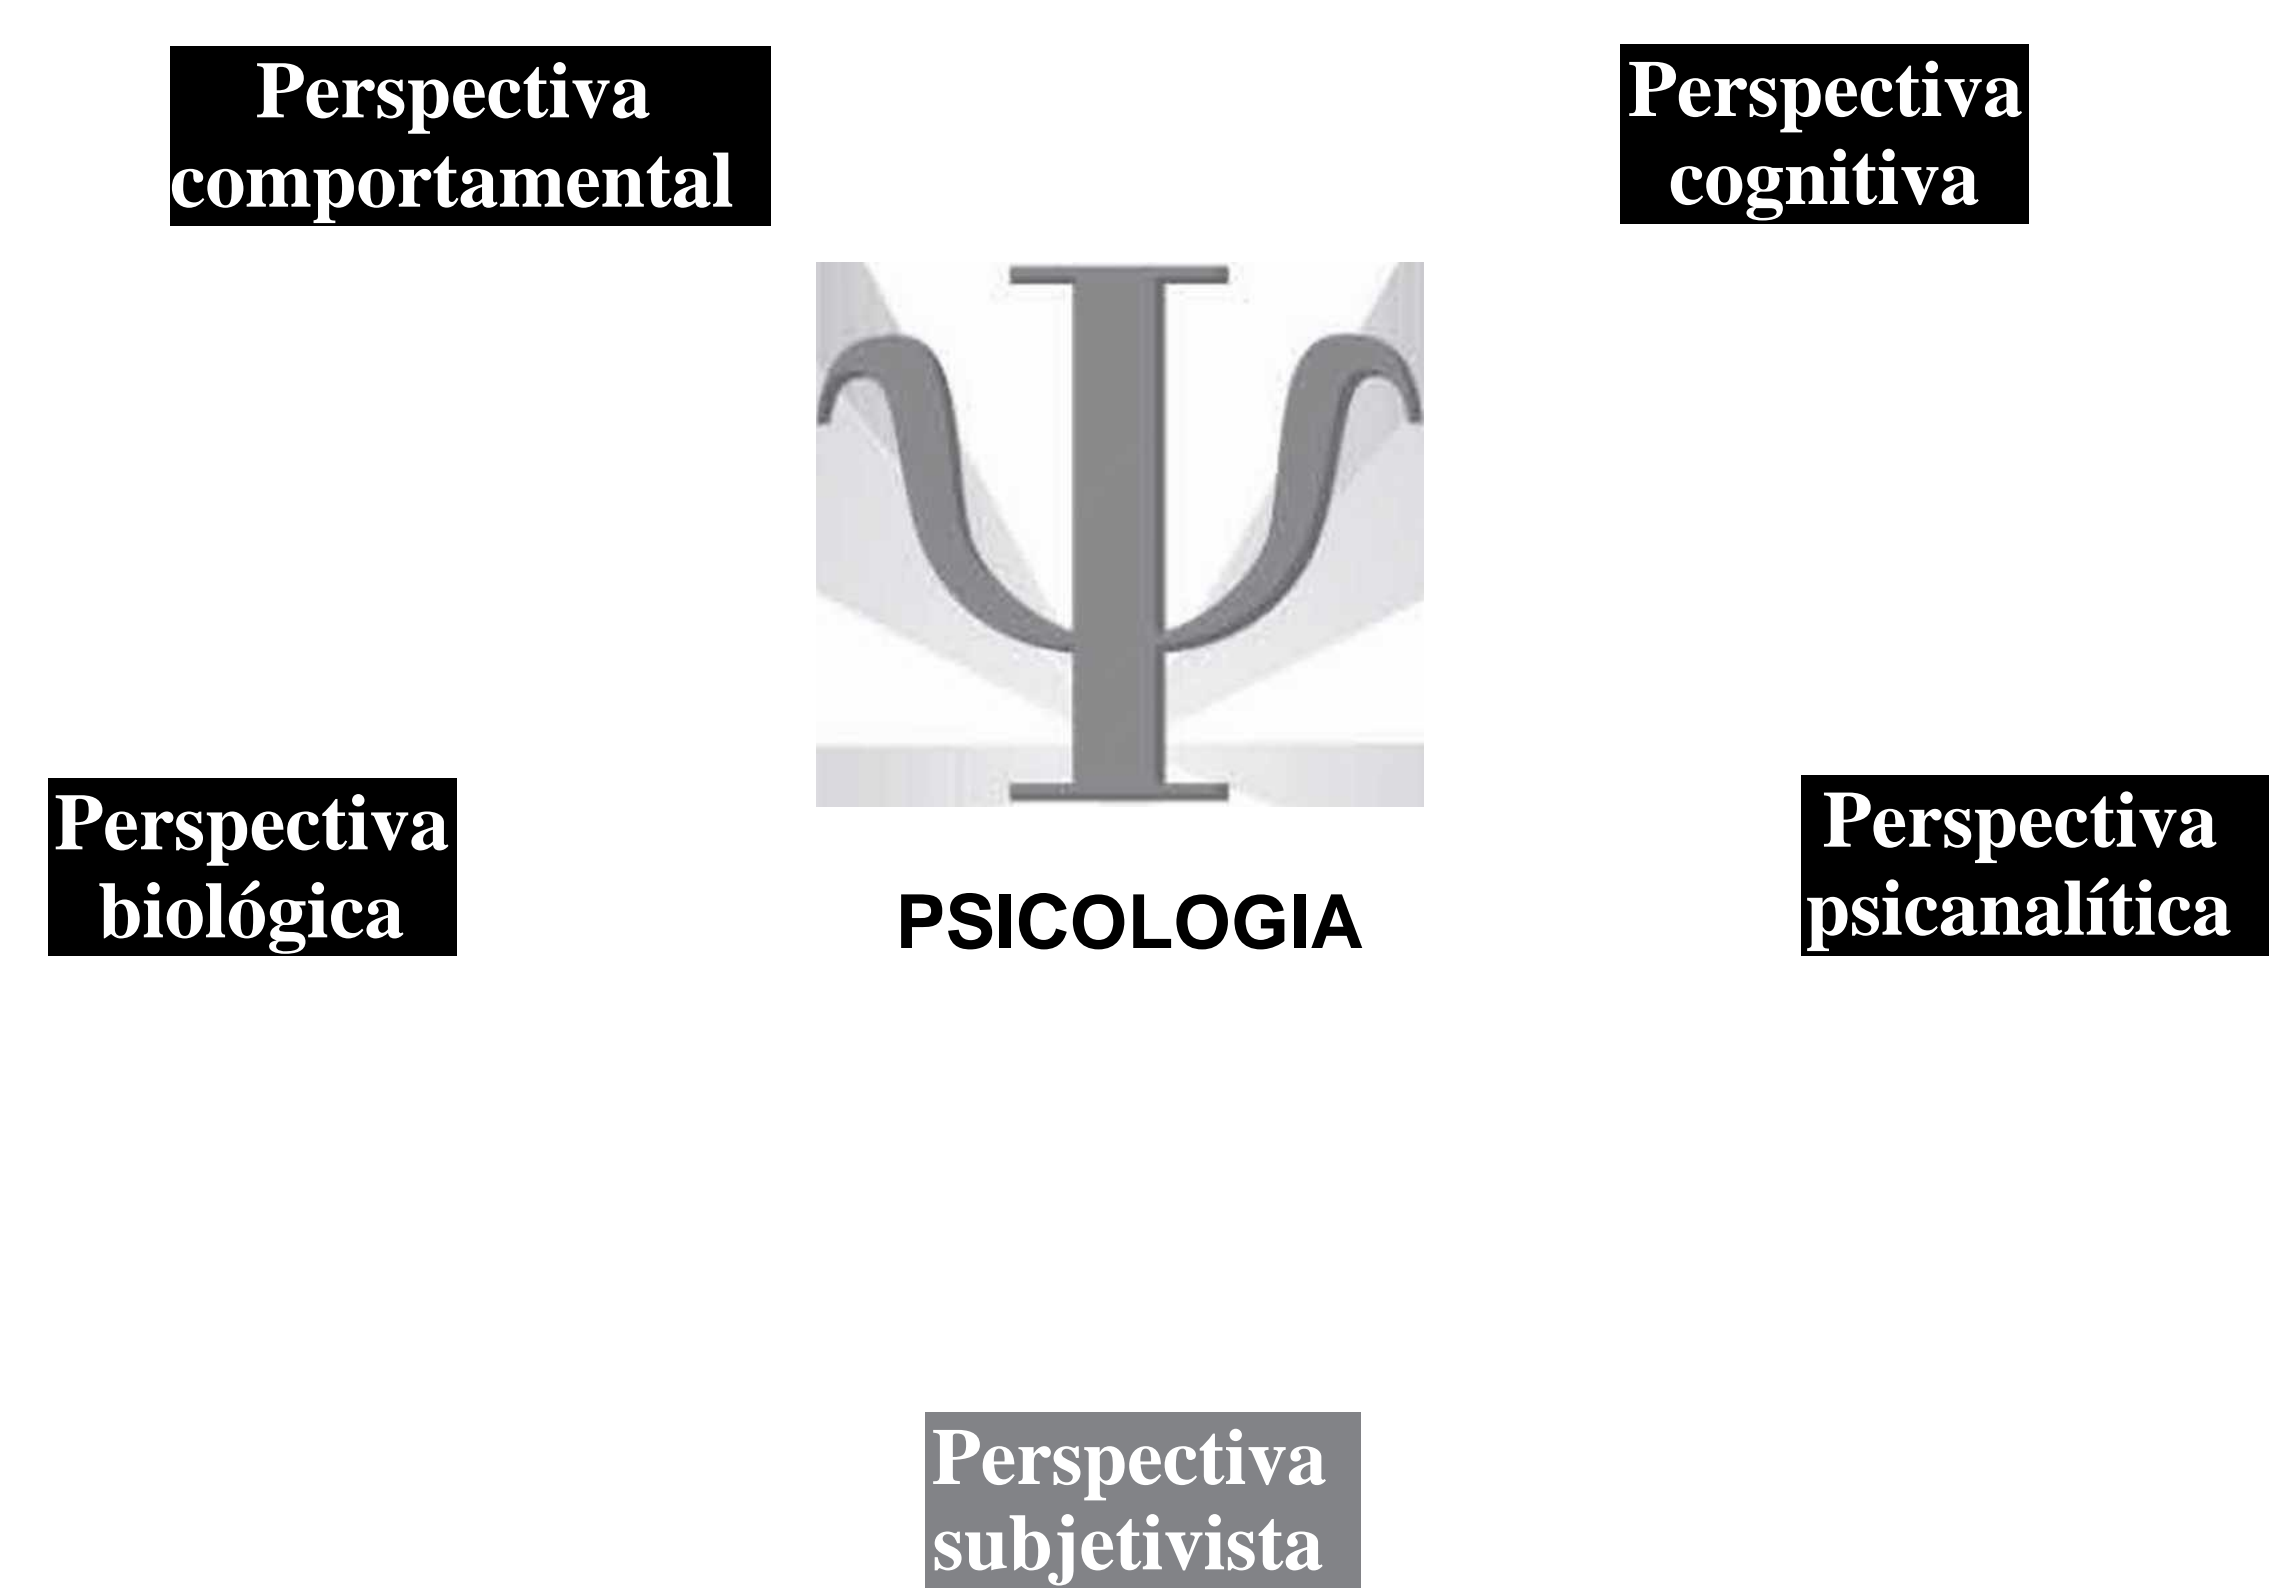 Perspectiva
comportamental
Perspectiva
cognitiva
Perspectiva
biológica
PSICOLOGIA
Perspectiva
psicanalítica
Perspectiva
subjetivista